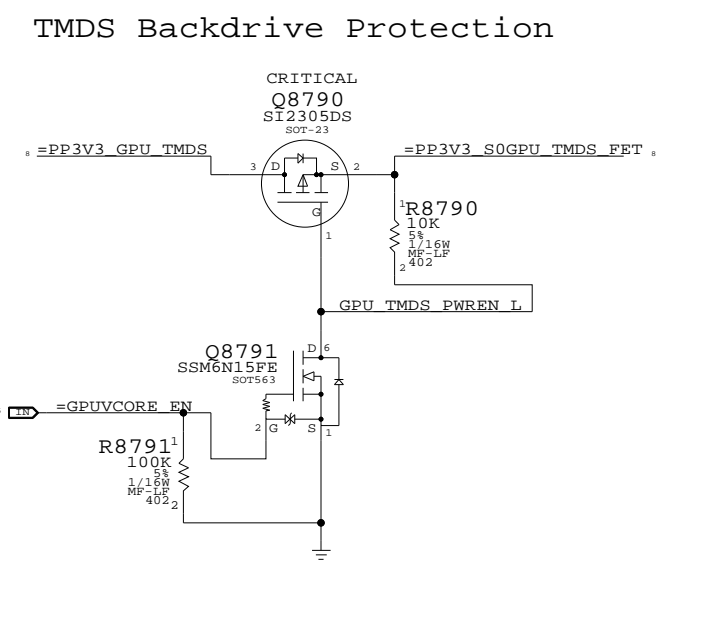 TMDS Backdrive Protection
CRITICAL
Q8790
SI2305DS
SOT-23
8 =PP3V3_GPU_TMDS
3 D S 2
=PP3V3_S0GPU_TMDS_FET 8
G
1
1
R8790
10K
5%
1/16W
MF-LF
402
2
GPU_TMDS_PWREN_L
Q8791
SSM6N15FE
SOT563
D 6
IN =GPUVCORE_EN
2 G S 1
R8791
1
100K
5%
1/16W
MF-LF
402
2